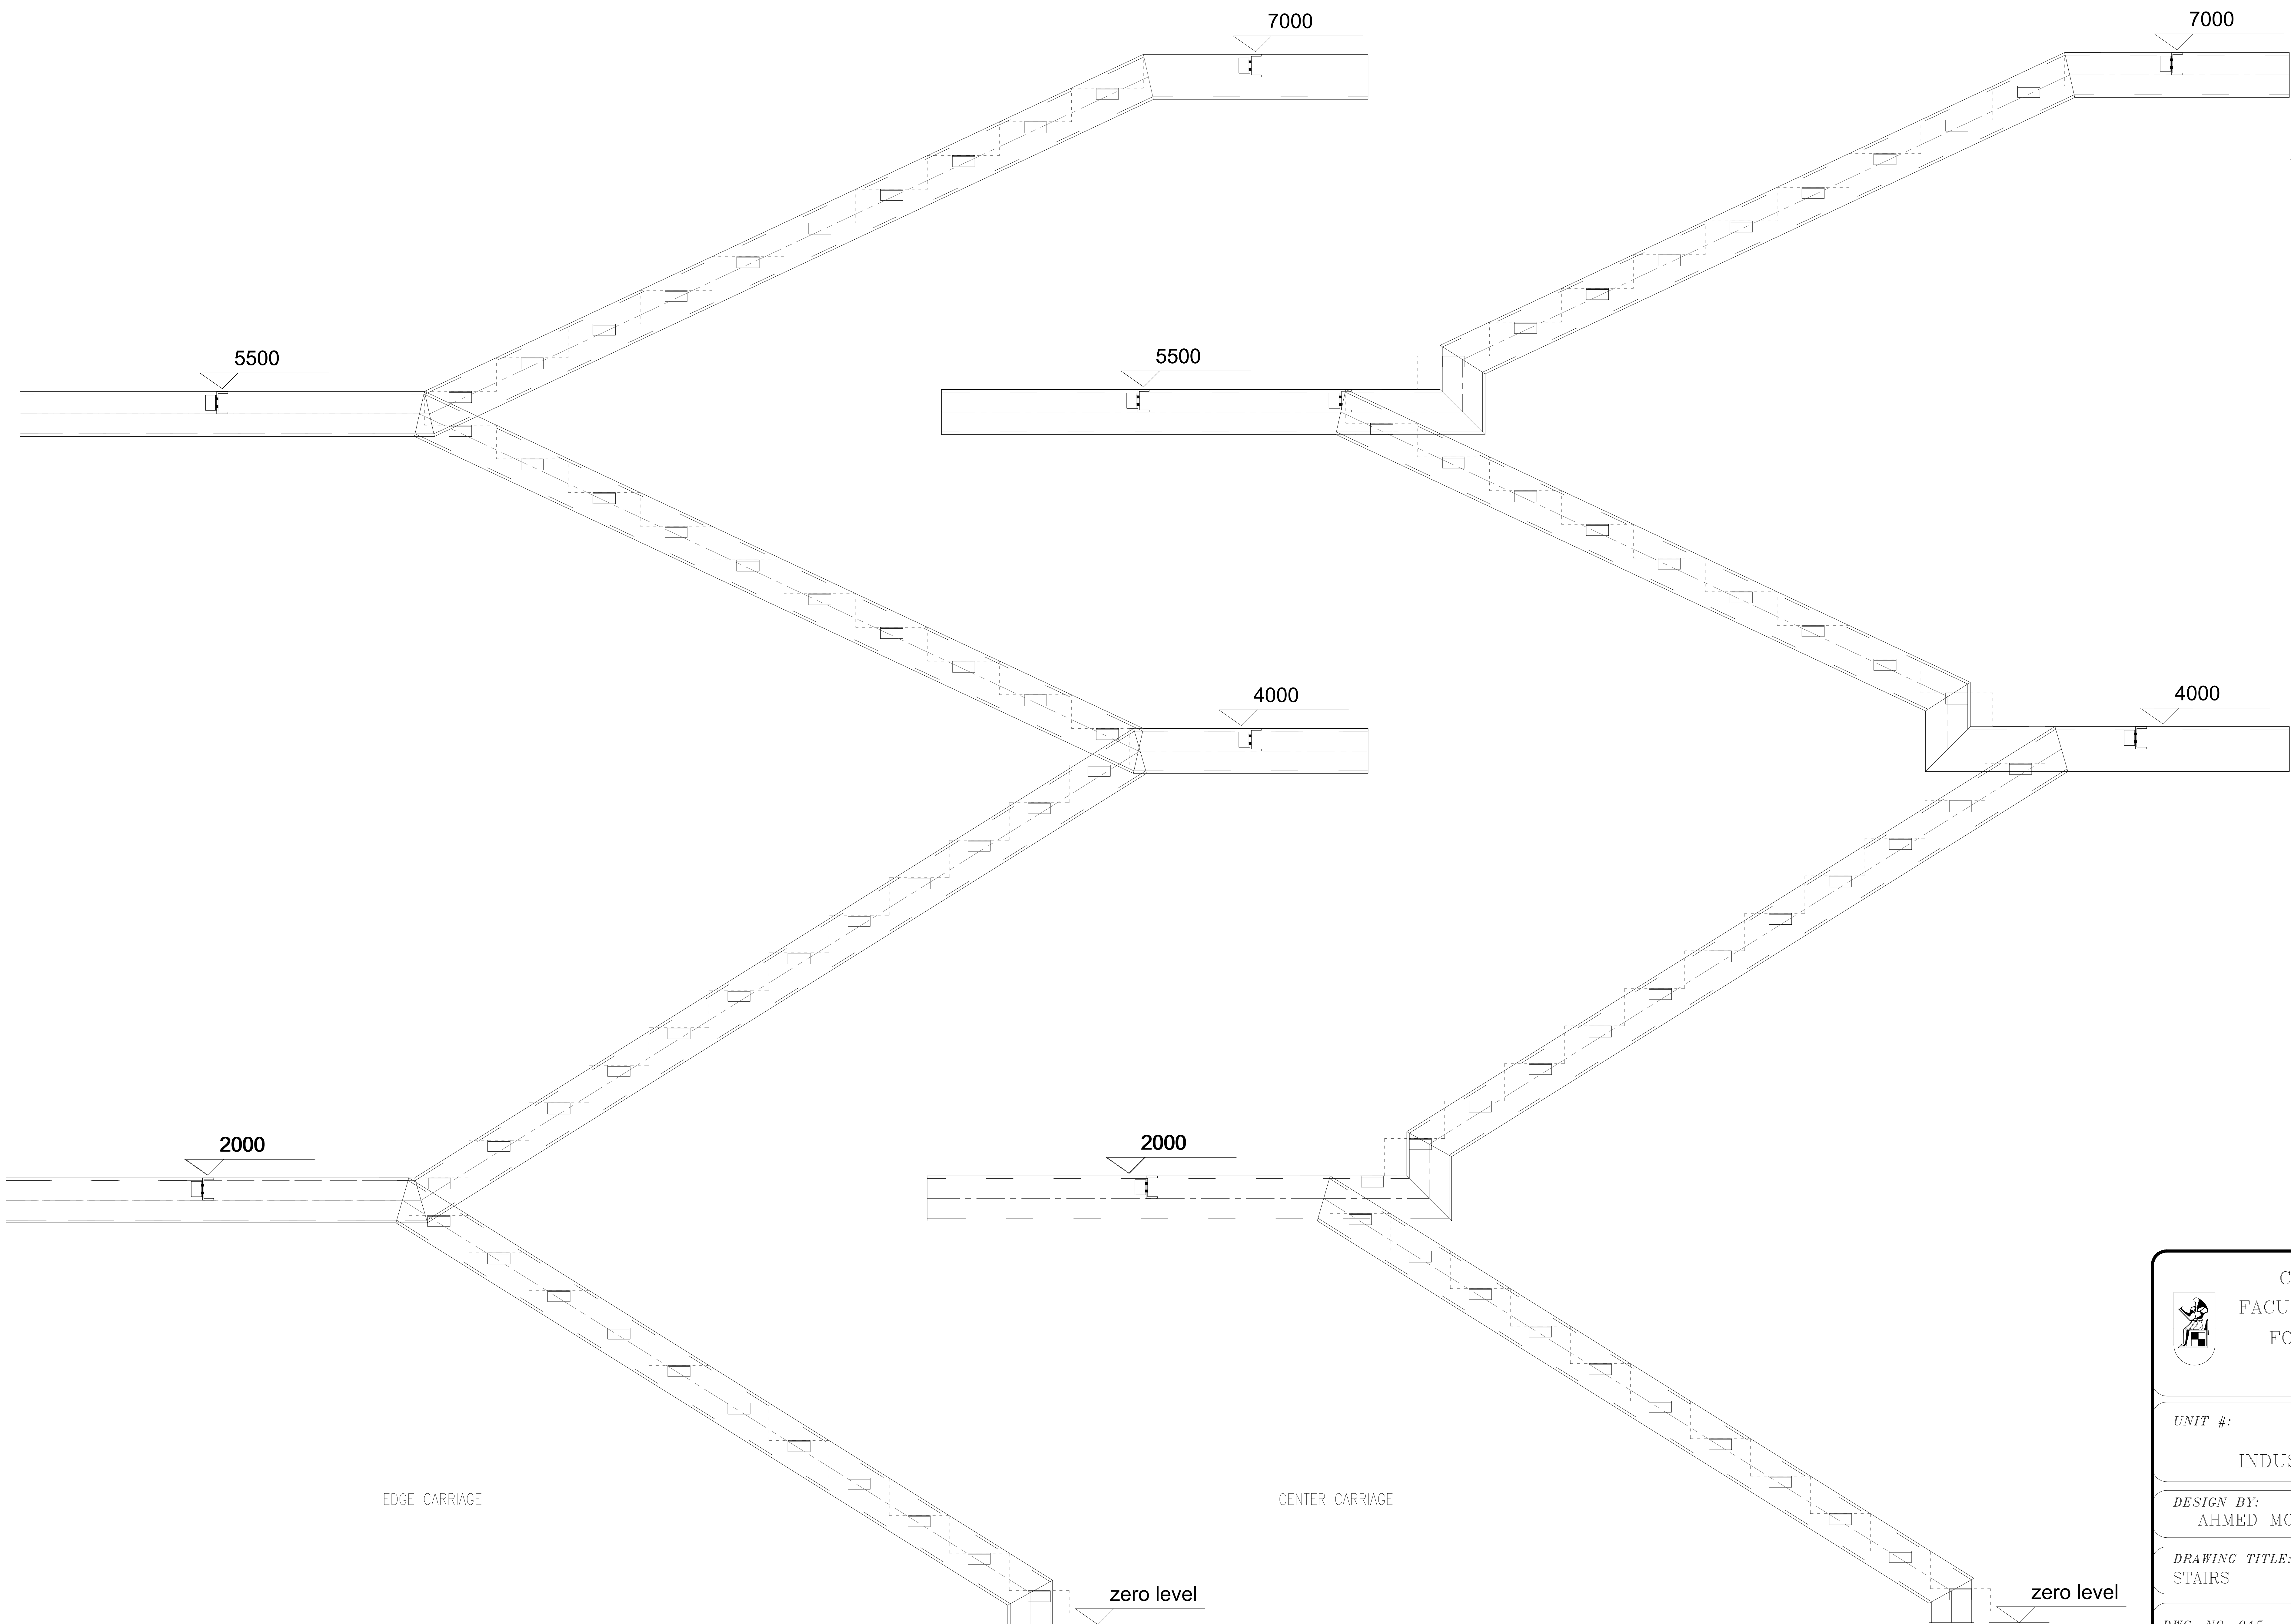 7000
7000
5500
5500
4000
4000
2000
2000
EDGE CARRIAGE
CENTER CARRIAGE
zero level
zero level
UNIT #:
DESIGN BY:
AHMED
DRAWING TITLE:
STAIRS